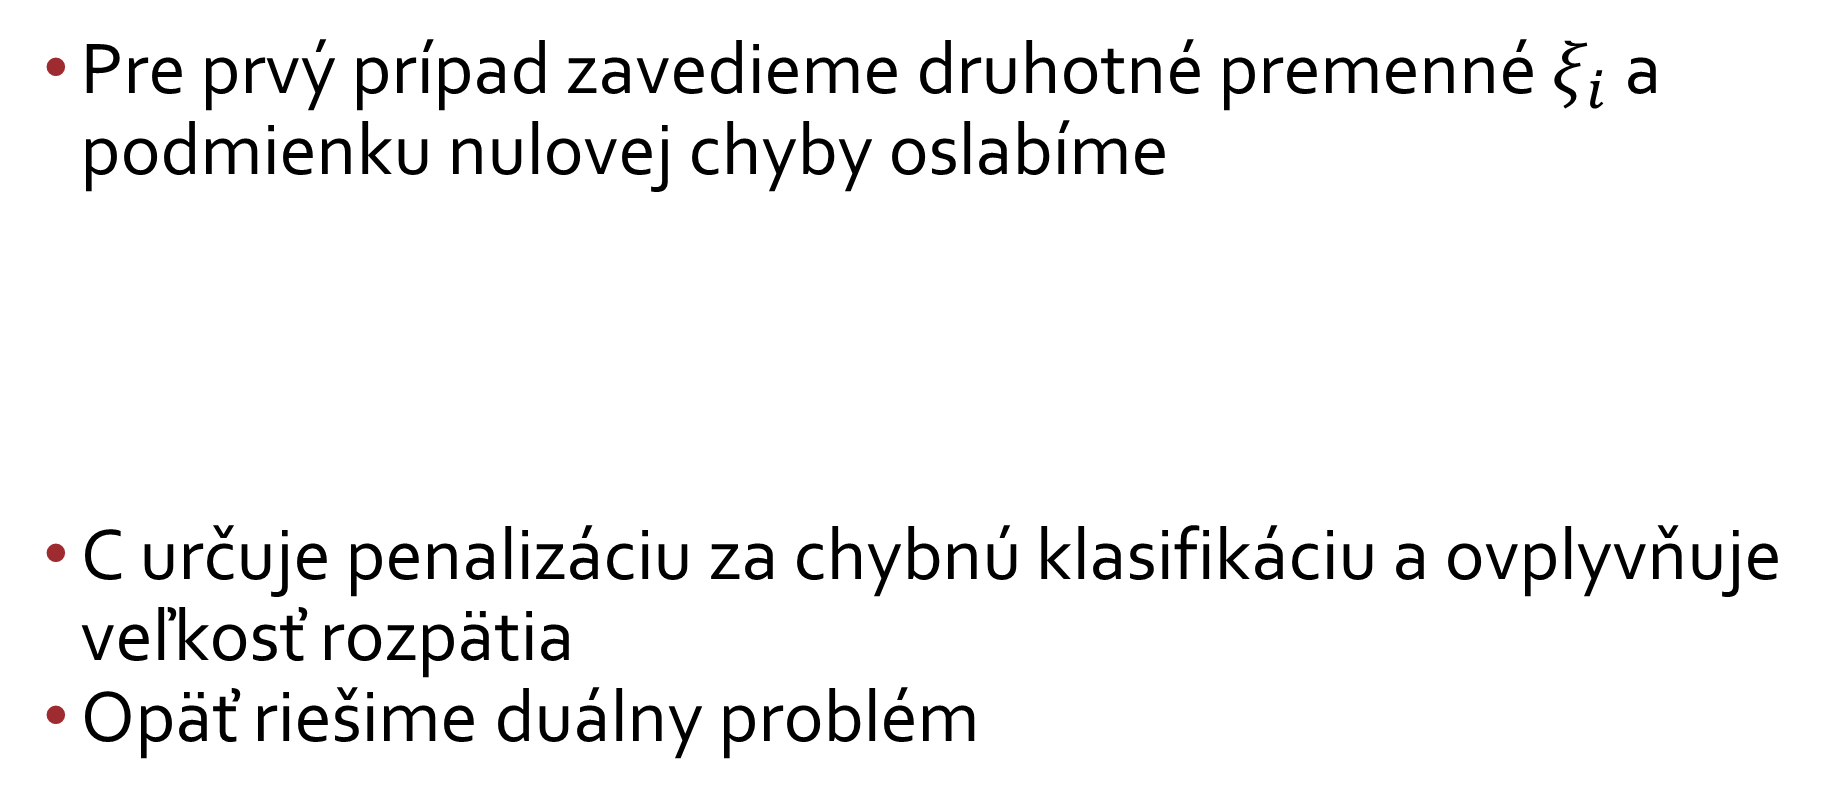 • Pre prvý prípad zavedieme druhotné premenné ξᵢ a
podmienku nulovej chyby oslabíme
• C určuje penalizáciu za chybnú klasifikáciu a ovplyvňuje
veľkosť rozpätia
• Opäť riešime duálny problém